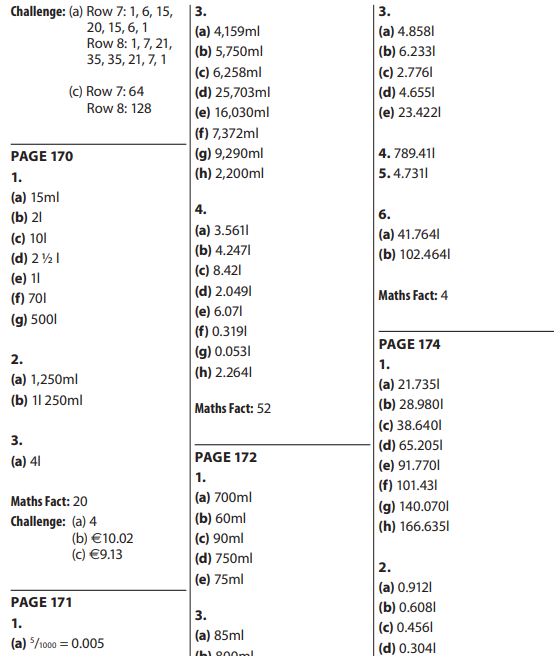 Challenge: (a) Row 7: 1, 6, 15,
20, 15, 6, 1
Row 8: 1, 7, 21,
35, 35, 21, 7, 1
(c) Row 7: 64
Row 8: 128
PAGE 170
1.
(a) 15ml
(b) 2l
(c) 10l
(d) 2 ½ l
(e) 1l
(f) 70l
(g) 500l
2.
(a) 1,250ml
(b) 1l 250ml
3.
(a) 4l
Maths Fact: 20
Challenge: (a) 4
(b) €10.02
(c) €9.13
PAGE 171
1.
(a) 5/1000 = 0.005
3.
(a) 4,159ml
(b) 5,750ml
(c) 6,258ml
(d) 25,703ml
(e) 16,030ml
(f) 7,372ml
(g) 9,290ml
(h) 2,200ml
4.
(a) 3.561l
(b) 4.247l
(c) 8.42l
(d) 2.049l
(e) 6.07l
(f) 0.319l
(g) 0.053l
(h) 2.264l
Maths Fact: 52
PAGE 172
1.
(a) 700ml
(b) 60ml
(c) 90ml
(d) 750ml
(e) 75ml
3.
(a) 85ml
(b) 800ml
3.
(a) 4.858l
(b) 6.233l
(c) 2.776l
(d) 4.655l
(e) 23.422l
4. 789.41l
5. 4.731l
6.
(a) 41.764l
(b) 102.464l
Maths Fact: 4
PAGE 174
1.
(a) 21.735l
(b) 28.980l
(c) 38.640l
(d) 65.205l
(e) 91.770l
(f) 101.43l
(g) 140.070l
(h) 166.635l
2.
(a) 0.912l
(b) 0.608l
(c) 0.456l
(d) 0.304l